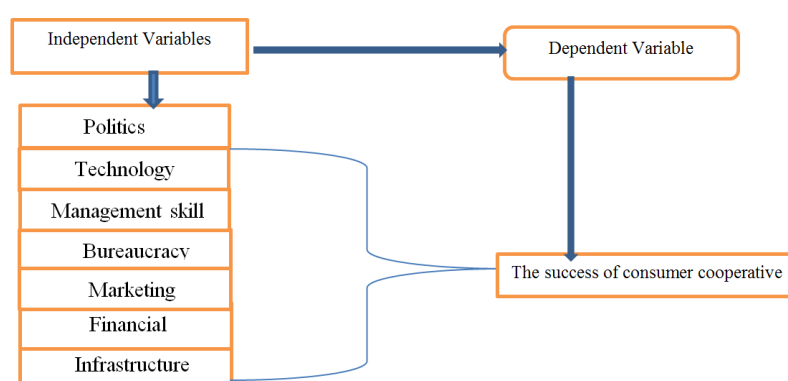 Independent Variables
Dependent Variable
Politics
Technology
Management skill
Bureaucracy
Marketing
Financial
Infrastructure
The success of consumer cooperative